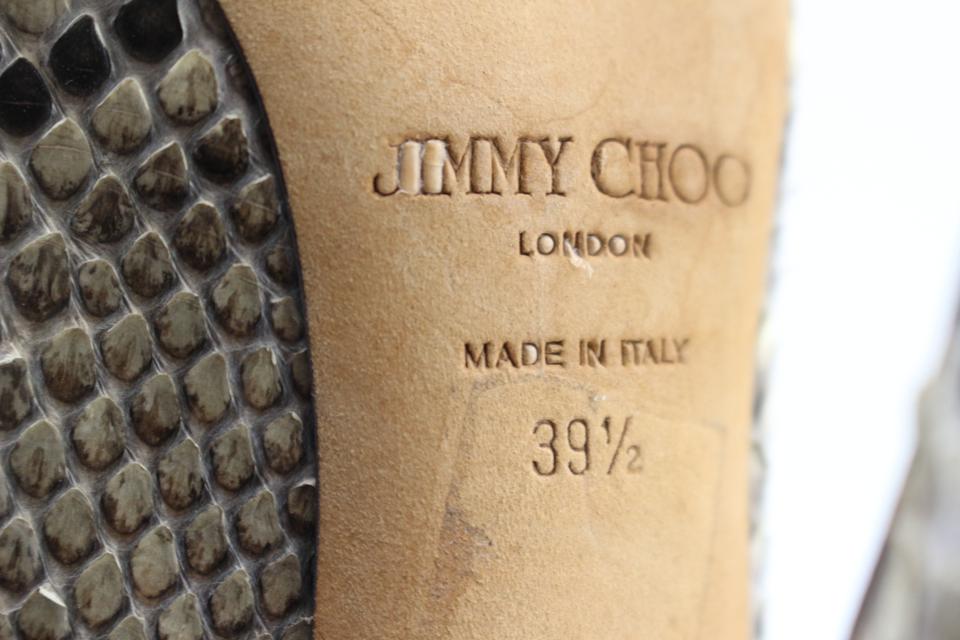 JIMMY CHOO
LONDON
MADE IN ITALY
39½